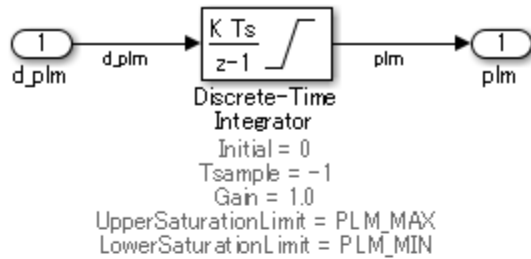 1
d_plm
d_plm
K Ts
z-1
plm
1
plm
Discrete-Time
Integrator
Initial = 0
Tsample = -1
Gain = 1.0
UpperSaturationLimit = PLM_MAX
LowerSaturationLimit = PLM_MIN